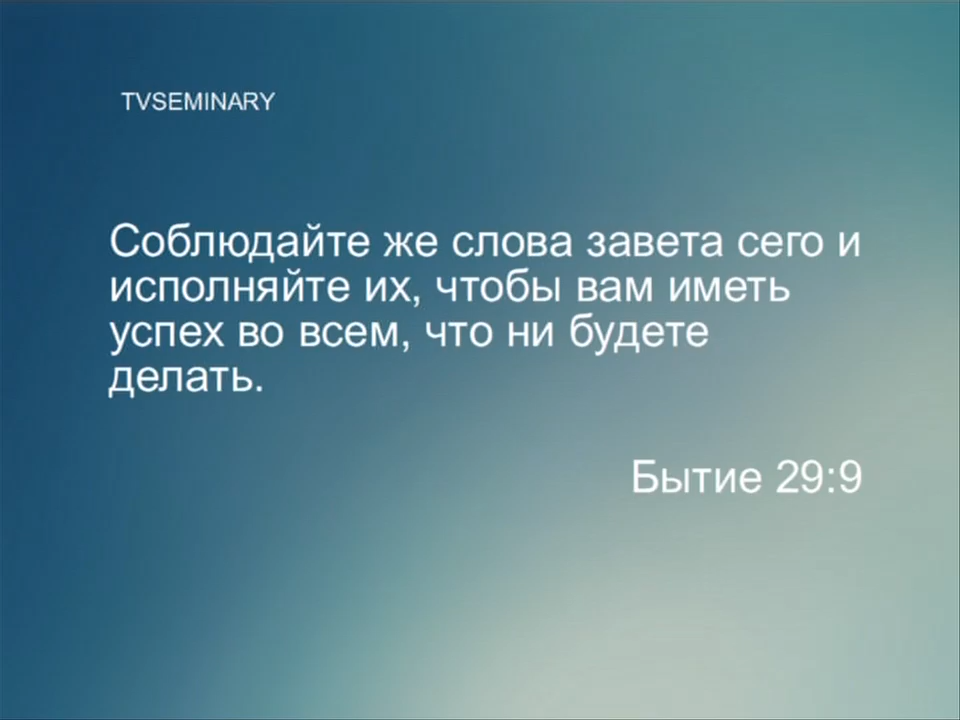 TVSEMINARY
Соблюдайте же слова завета сего и
исполняйте их, чтобы вам иметь
успех во всем, что ни будете
делать.
Бытие 29:9